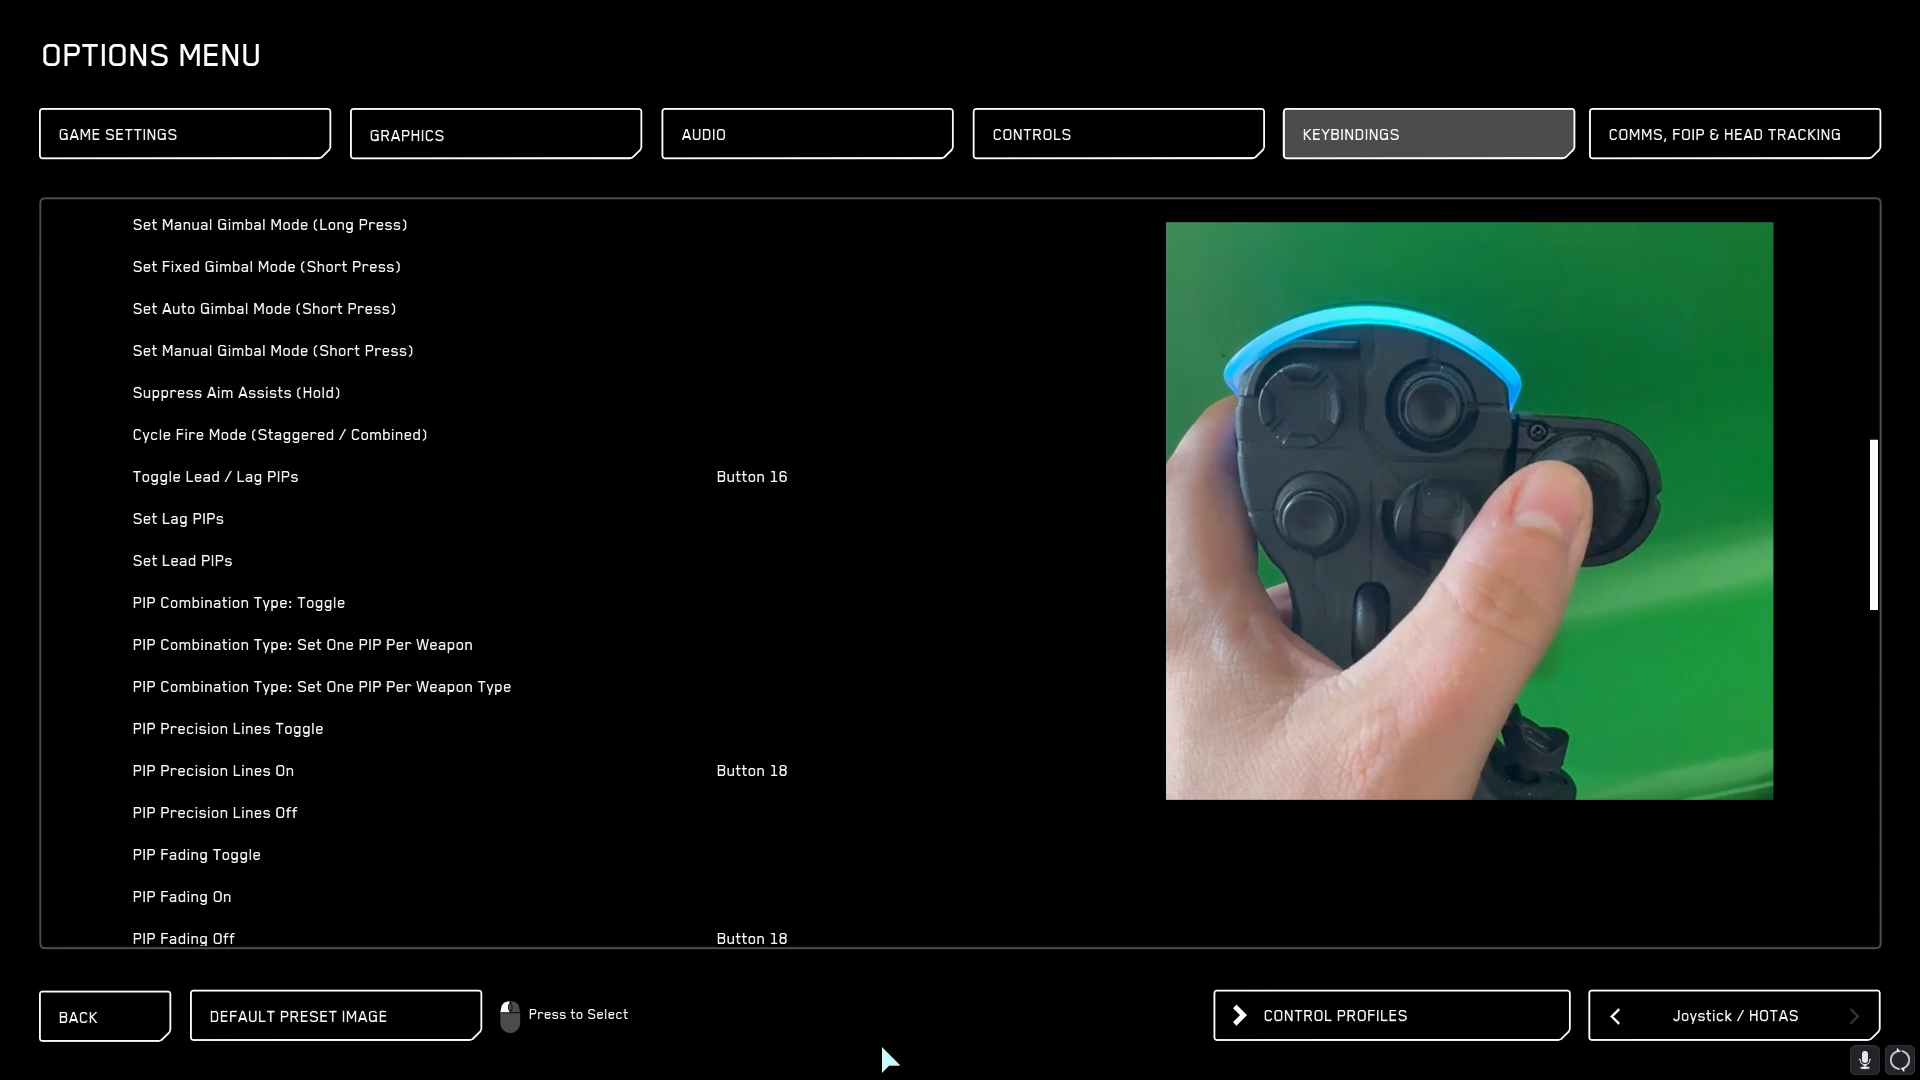 OPTIONS MENU
GAME SETTINGS
GRAPHICS
AUDIO
CONTROLS
KEYBINDINGS
COMMS, FOIP & HEAD TRACKING
Set Manual Gimbal Mode (Long Press)
Set Fixed Gimbal Mode (Short Press)
Set Auto Gimbal Mode (Short Press)
Set Manual Gimbal Mode (Short Press)
Suppress Aim Assists (Hold)
Cycle Fire Mode (Staggered / Combined)
Toggle Lead / Lag PIPs Button 16
Set Lag PIPs
Set Lead PIPs
PIP Combination Type: Toggle
PIP Combination Type: Set One PIP Per Weapon
PIP Combination Type: Set One PIP Per Weapon Type
PIP Precision Lines Toggle
PIP Precision Lines On Button 18
PIP Precision Lines Off
PIP Fading Toggle
PIP Fading On
PIP Fading Off Button 18
BACK
DEFAULT PRESET IMAGE
Press to Select
CONTROL PROFILES
Joystick / HOTAS